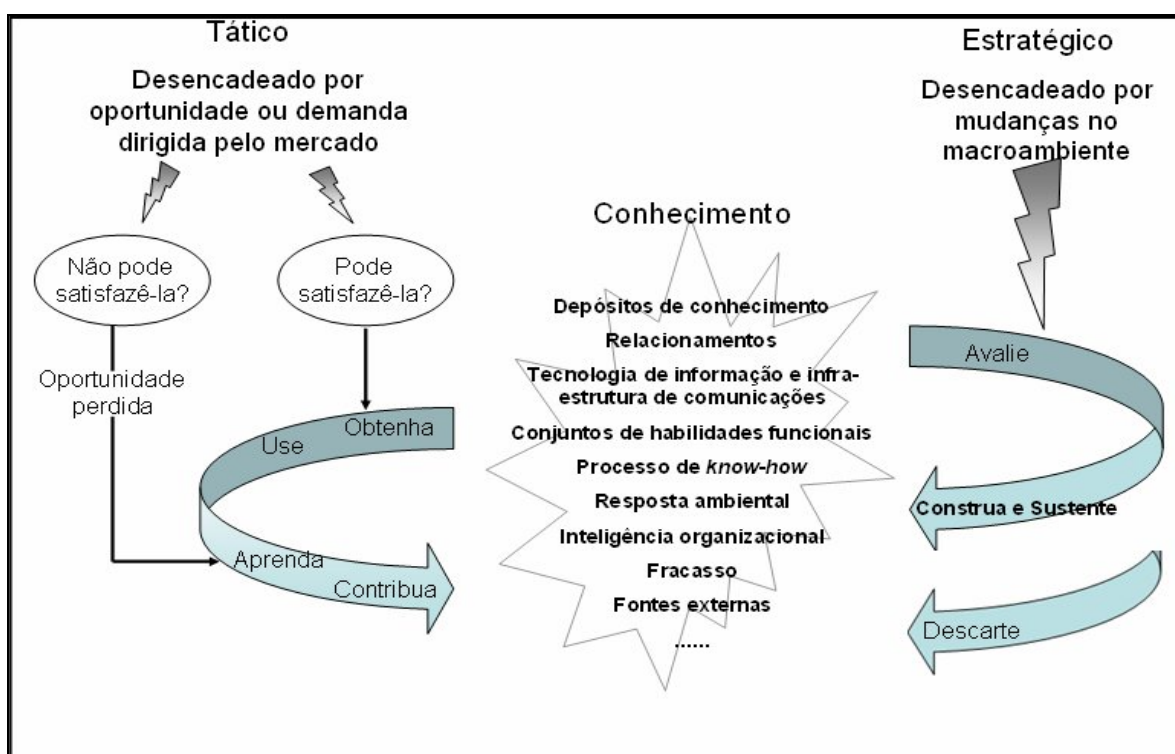 Tático
Desencadeado por
oportunidade ou demanda
dirigida pelo mercado
Não pode
satisfazê-la?
Pode
satisfazê-la?
Oportunidade
perdida
Obtenha
Use
Aprenda
Contribua
Conhecimento
Depósitos de conhecimento
Relacionamentos
Tecnologia de informação e infra-
estrutura de comunicações
Conjuntos de habilidades funcionais
Processo de know-how
Resposta ambiental
Inteligência organizacional
Fracasso
Fontes externas
......
Estratégico
Desencadeado por
mudanças no
macroambiente
Avalie
Construa e Sustente
Descarte